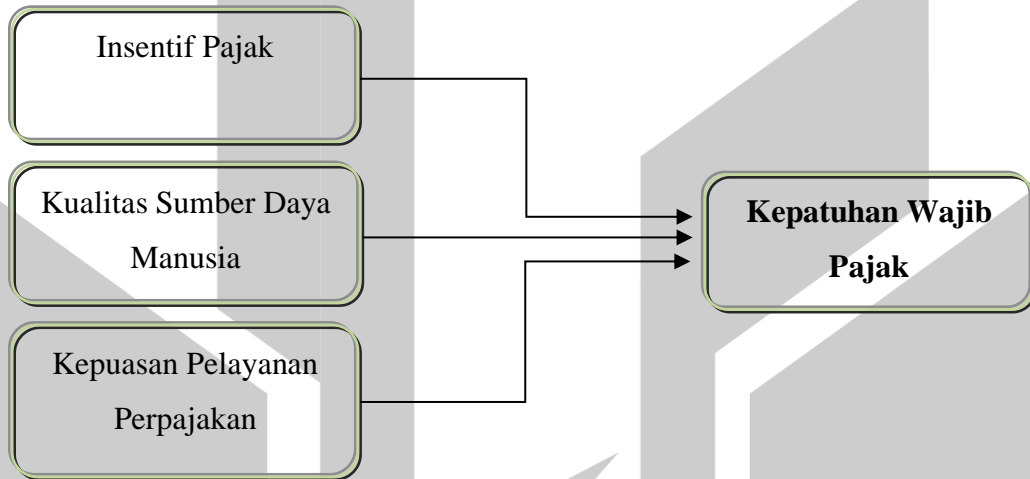 Insentif Pajak
Kualitas Sumber Daya
Manusia
Kepuasan Pelayanan
Perpajakan
Kepatuhan Wajib
Pajak